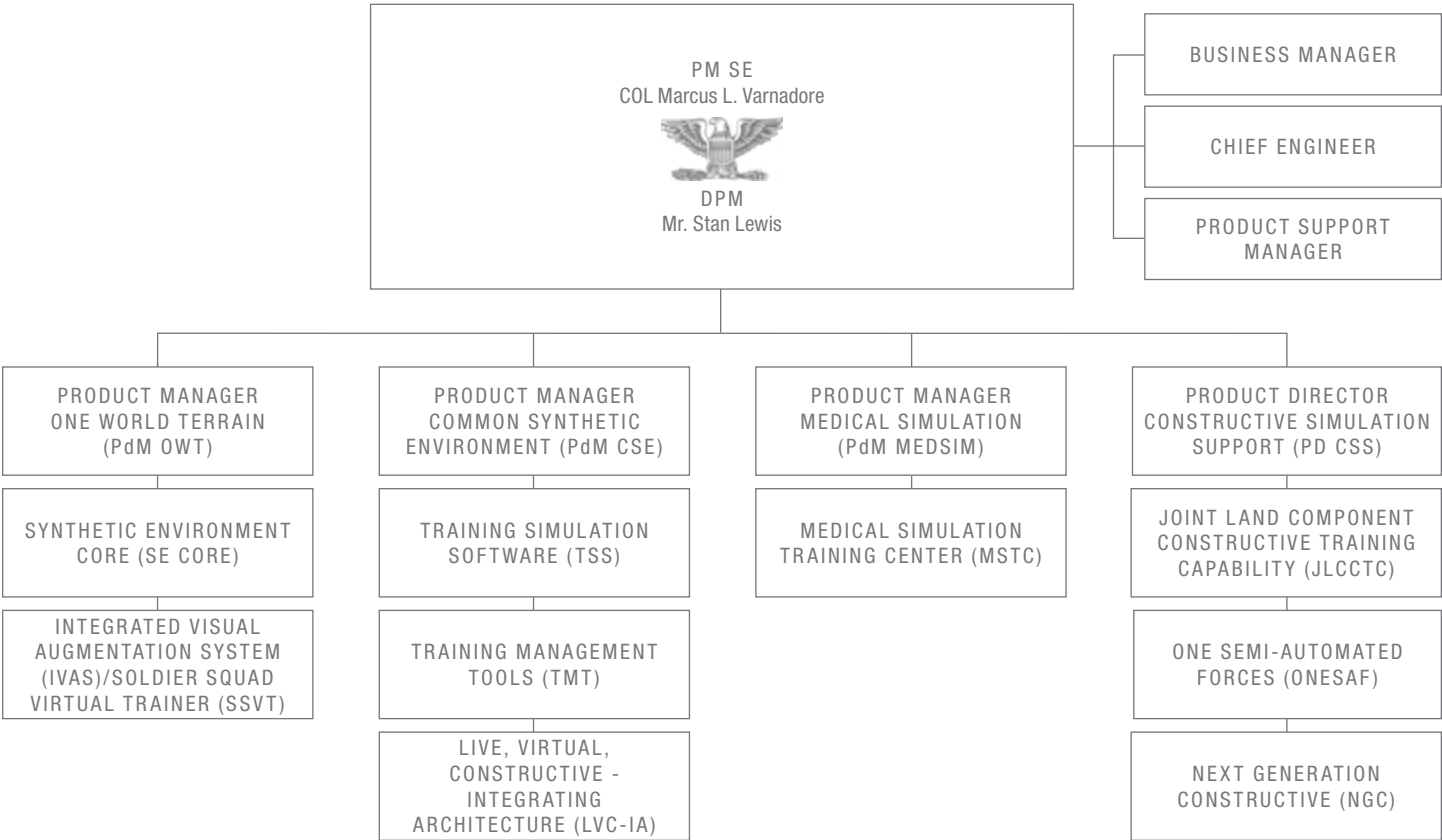 PM SE
COL Marcus L. Varnadore
DPM
Mr. Stan Lewis
BUSINESS MANAGER
CHIEF ENGINEER
PRODUCT SUPPORT
MANAGER
PRODUCT MANAGER
ONE WORLD TERRAIN
(PdM OWT)
SYNTHETIC ENVIRONMENT
CORE (SE CORE)
INTEGRATED VISUAL
AUGMENTATION SYSTEM
(IVAS)/SOLDIER SQUAD
VIRTUAL TRAINER (SSVT)
PRODUCT MANAGER
COMMON SYNTHETIC
ENVIRONMENT (PdM CSE)
TRAINING SIMULATION
SOFTWARE (TSS)
TRAINING MANAGEMENT
TOOLS (TMT)
LIVE, VIRTUAL,
CONSTRUCTIVE -
INTEGRATING
ARCHITECTURE (LVC-IA)
PRODUCT MANAGER
MEDICAL SIMULATION
(PdM MEDSIM)
MEDICAL SIMULATION
TRAINING CENTER (MSTC)
PRODUCT DIRECTOR
CONSTRUCTIVE SIMULATION
SUPPORT (PD CSS)
JOINT LAND COMPONENT
CONSTRUCTIVE TRAINING
CAPABILITY (JLCCTC)
ONE SEMI-AUTOMATED
FORCES (ONESAF)
NEXT GENERATION
CONSTRUCTIVE (NGC)